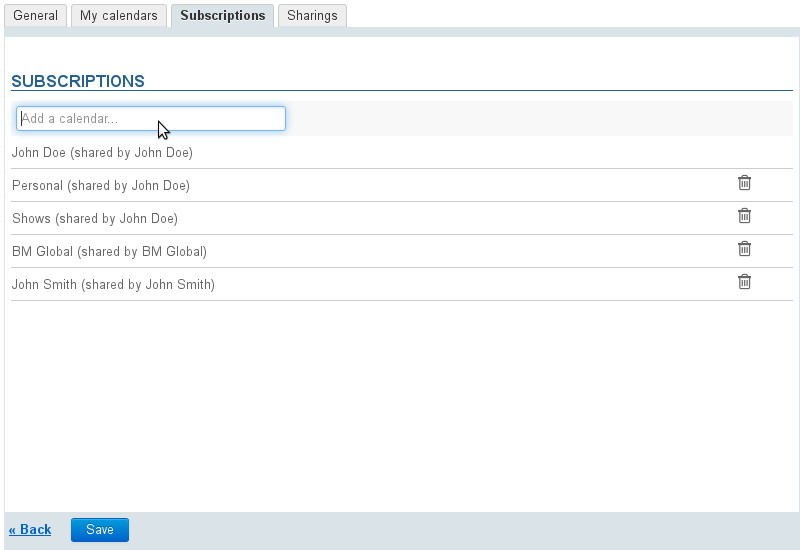 General My calendars Subscriptions Sharings
SUBSCRIPTIONS
Add a calendar...
John Doe (shared by John Doe)
Personal (shared by John Doe)
Shows (shared by John Doe)
BM Global (shared by BM Global)
John Smith (shared by John Smith)
« Back Save